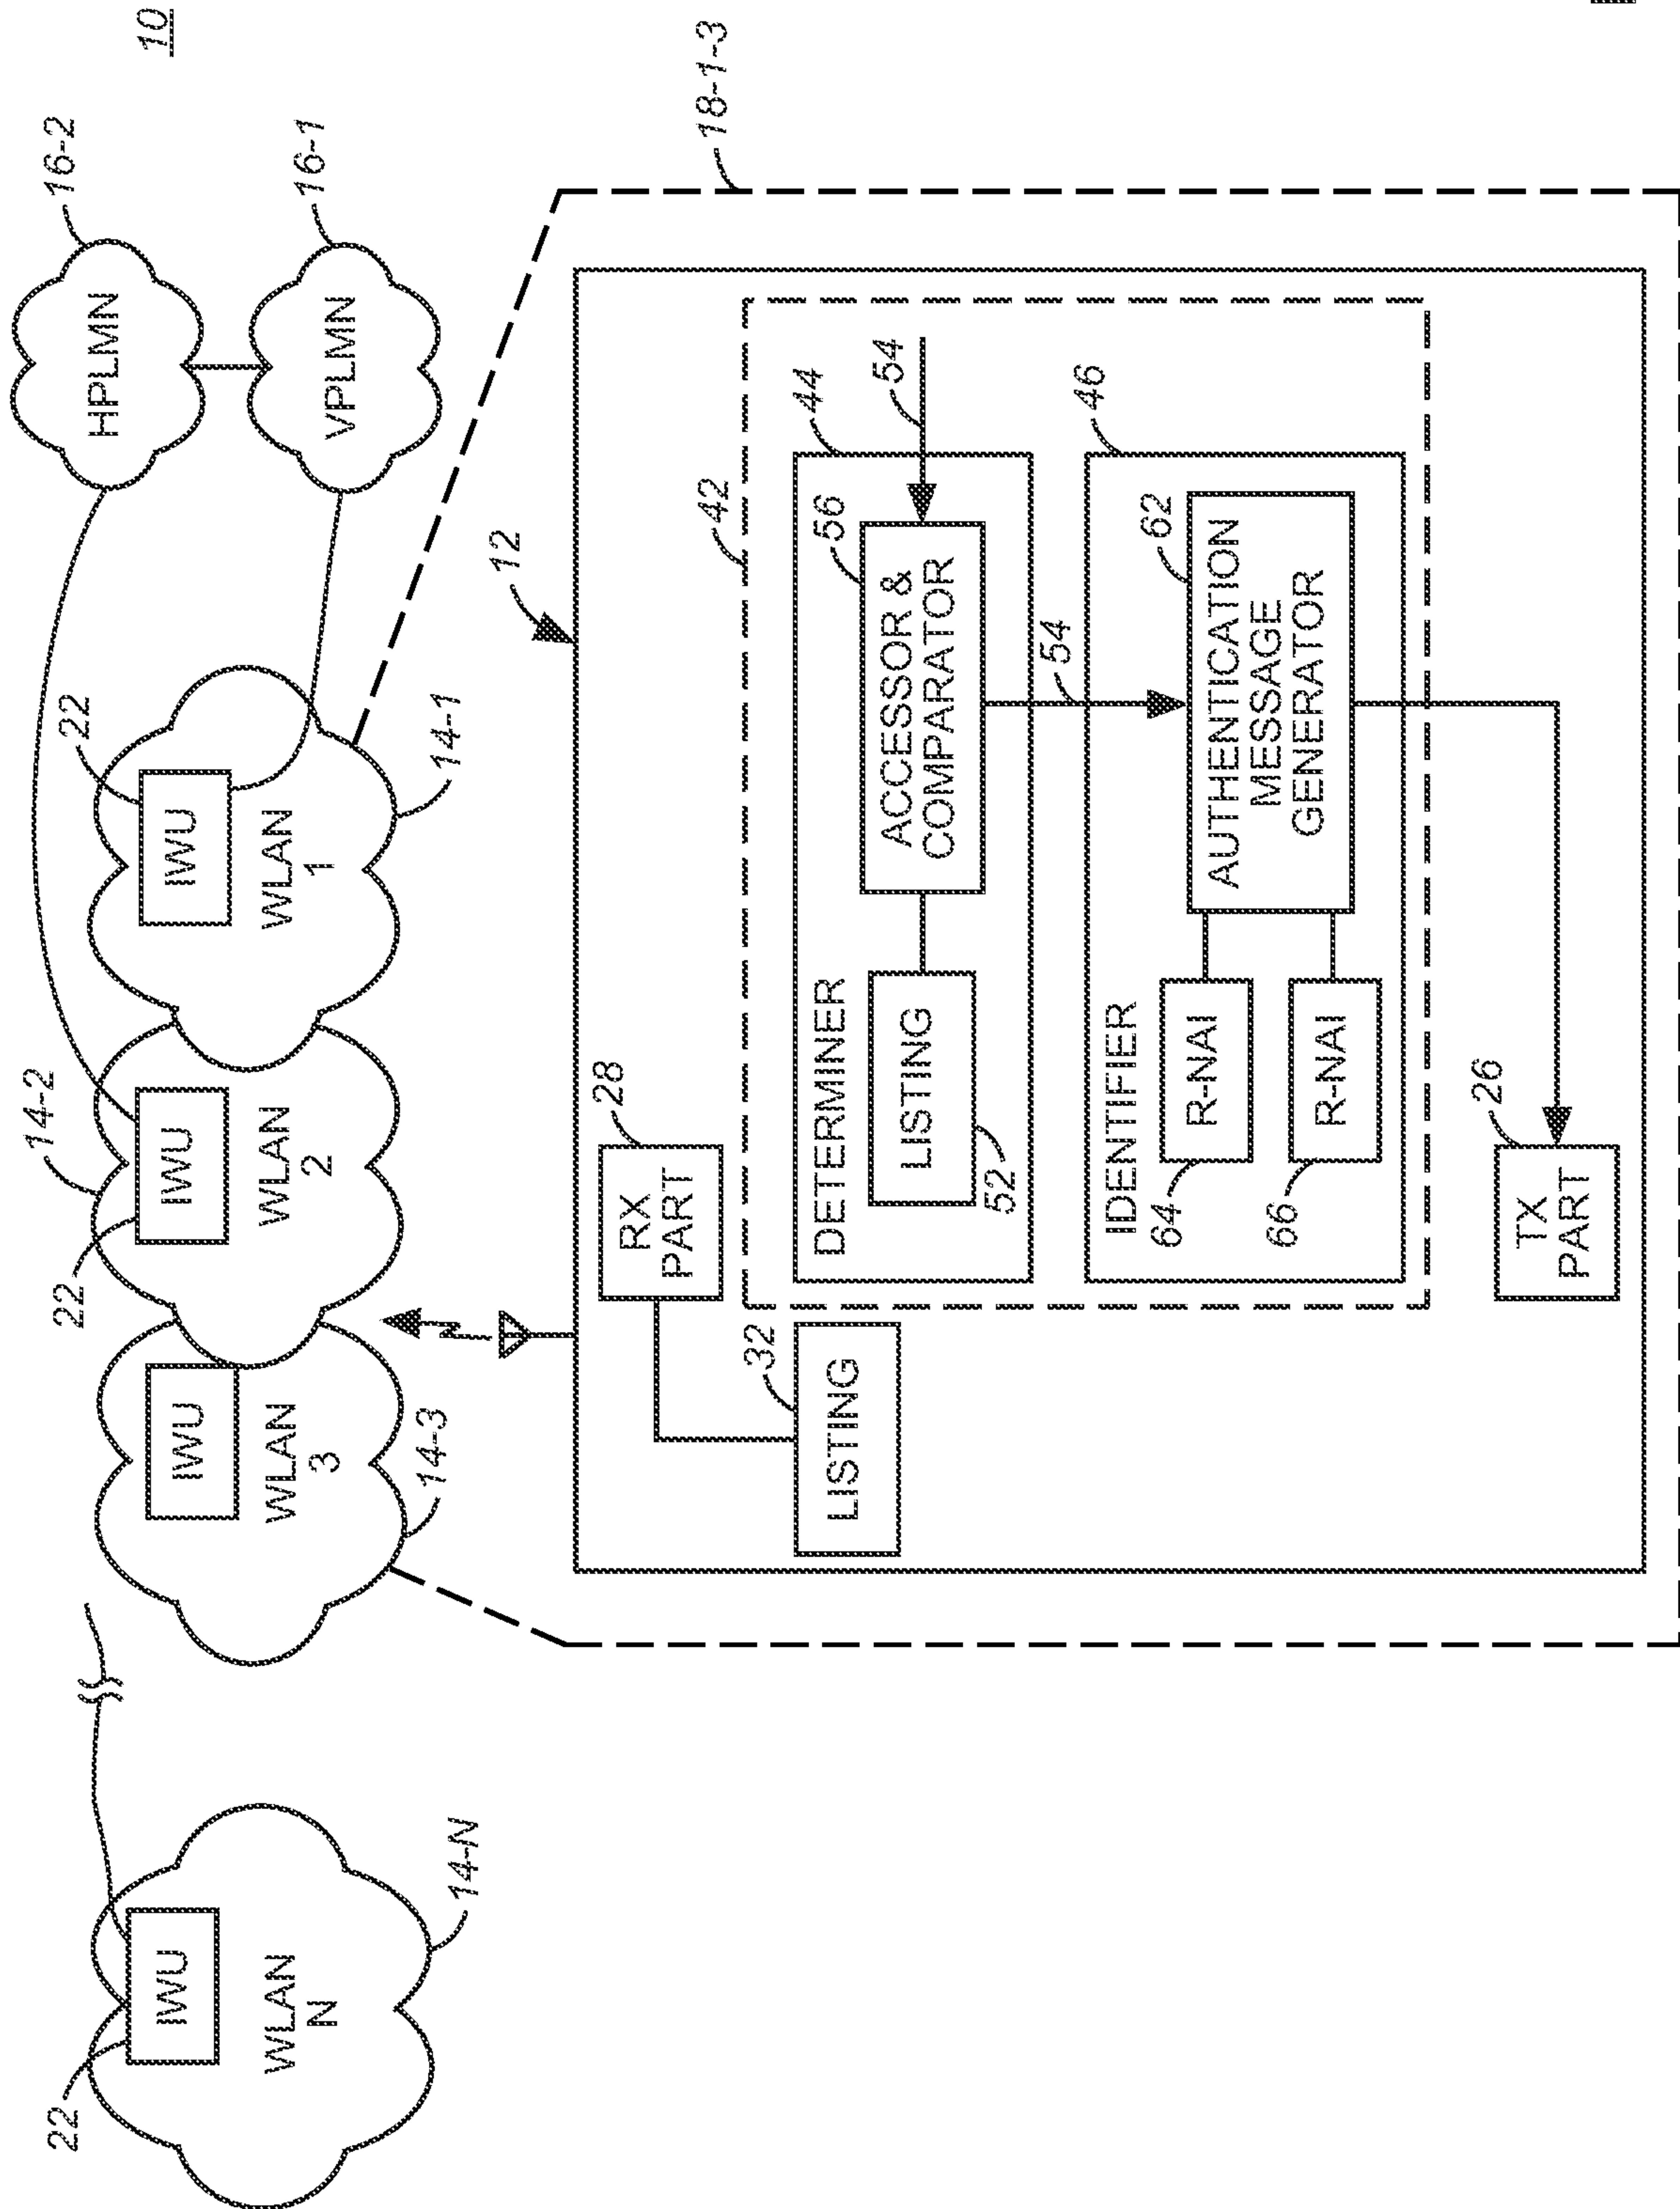 10
HPLMN
16-2
VPLMN
16-1
22
IWU
WLAN
N
14-N
IWU
WLAN
3
14-3
14-2
22
IWU
WLAN
2
22
IWU
WLAN
1
14-1
18-1-3
12
RX
PART
28
32
LISTING
42
DETERMINER
44
LISTING
52
ACCESSOR &
COMPARATOR
56
54
54
IDENTIFIER
46
64
R-NAI
66
R-NAI
AUTHENTICATION
MESSAGE
GENERATOR
62
TX
PART
26